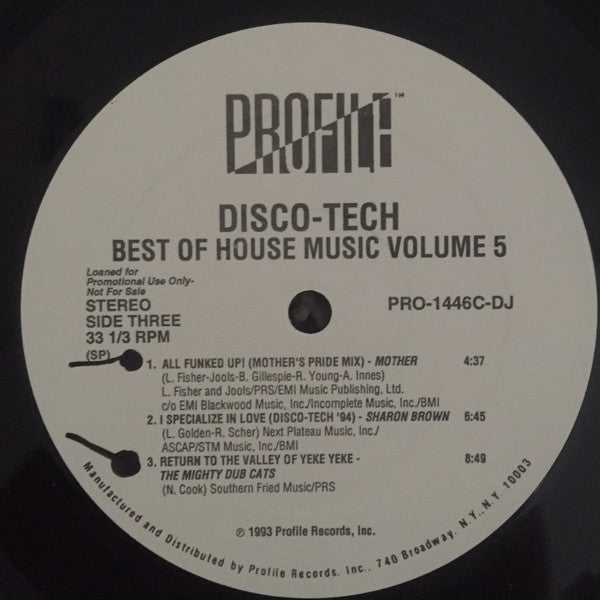 PROFILE™
DISCO-TECH
BEST OF HOUSE MUSIC VOLUME 5
Loaned for
Promotional Use Only-
Not For Sale
STEREO
SIDE THREE
33 1/3 RPM
(SP)
PRO-1446C-DJ
1. ALL FUNKED UP! (MOTHER'S PRIDE MIX) - MOTHER 4:37
(L. Fisher-Jools-B. Gillespie-R. Young-A. Innes)
L. Fisher and Jools/PRS/EMI Music Publishing, Ltd.
c/o EMI Blackwood Music, Inc./Incomplete Music, Inc./BMI
2. I SPECIALIZE IN LOVE (DISCO-TECH '94) - SHARON BROWN 6:45
(L. Golden-R. Scher) Next Plateau Music, Inc./
ASCAP/STM Music, Inc./BMI
3. RETURN TO THE VALLEY OF YEKE YEKE - 8:49
THE MIGHTY DUB CATS
(N. Cook) Southern Fried Music/PRS
℗ 1993 Profile Records, Inc.
Manufactured and Distributed by Profile Records, Inc., 740 Broadway, N.Y., N.Y. 10003